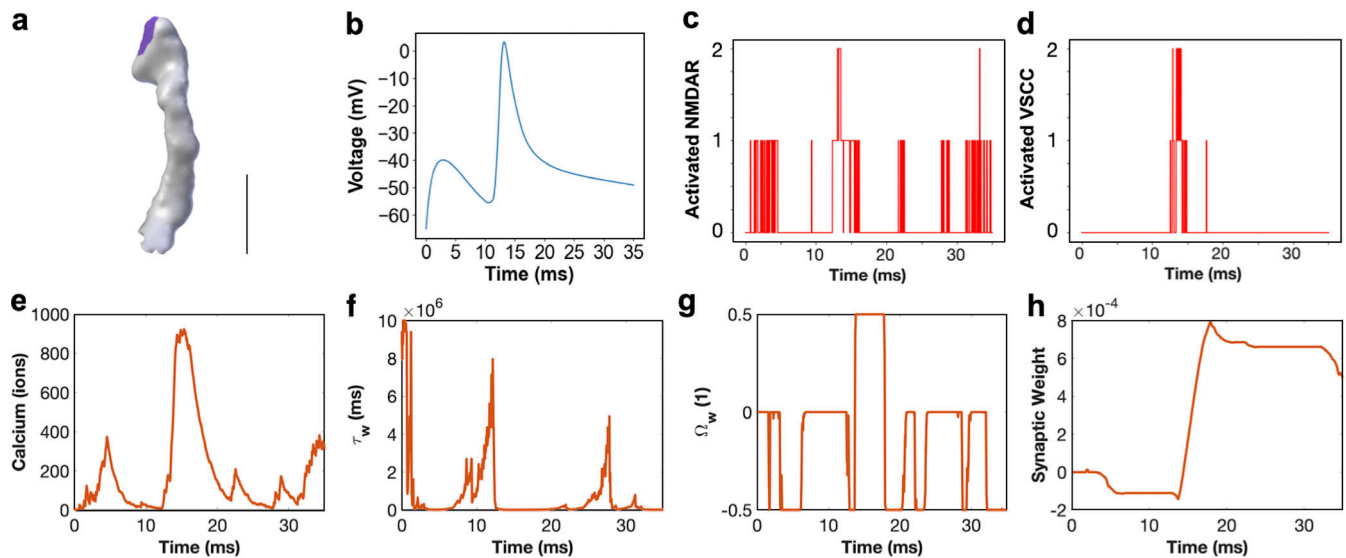 a
b
Voltage (mV)
0
−10
−20
−30
−40
−50
−60
0 5 10 15 20 25 30 35
Time (ms)
c
Activated NMDAR
2
1
0
0 10 20 30
Time (ms)
d
Activated VSCC
2
1
0
0 10 20 30
Time (ms)
e
Calcium (ions)
1000
800
600
400
200
0
0 10 20 30
Time (ms)
f
×10⁶
τw (ms)
10
8
6
4
2
0
0 10 20 30
Time (ms)
g
Ωw (1)
0.5
0
-0.5
0 10 20 30
Time (ms)
h
×10⁻⁴
Synaptic Weight
8
6
4
2
0
-2
0 10 20 30
Time (ms)